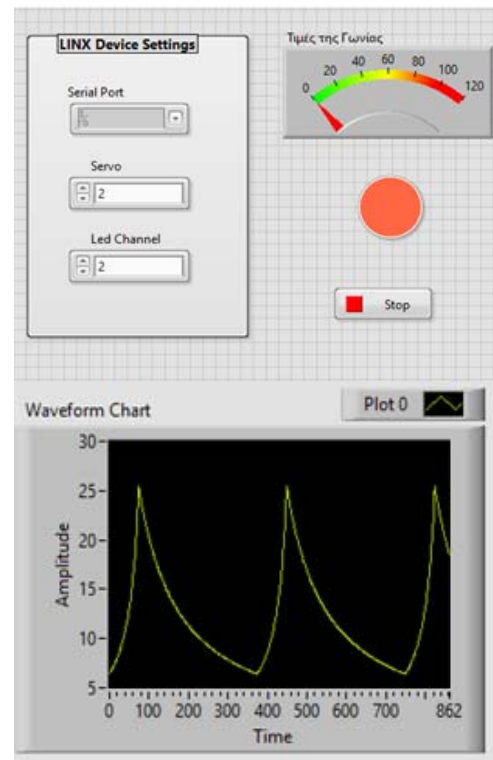 LINX Device Settings
Serial Port
I/O
Servo
2
Led Channel
2
Τιμές της Γωνίας
0 20 40 60 80 100 120
Stop
Waveform Chart
Plot 0
Amplitude
30
25
20
15
10
5
0 100 200 300 400 500 600 700 862
Time